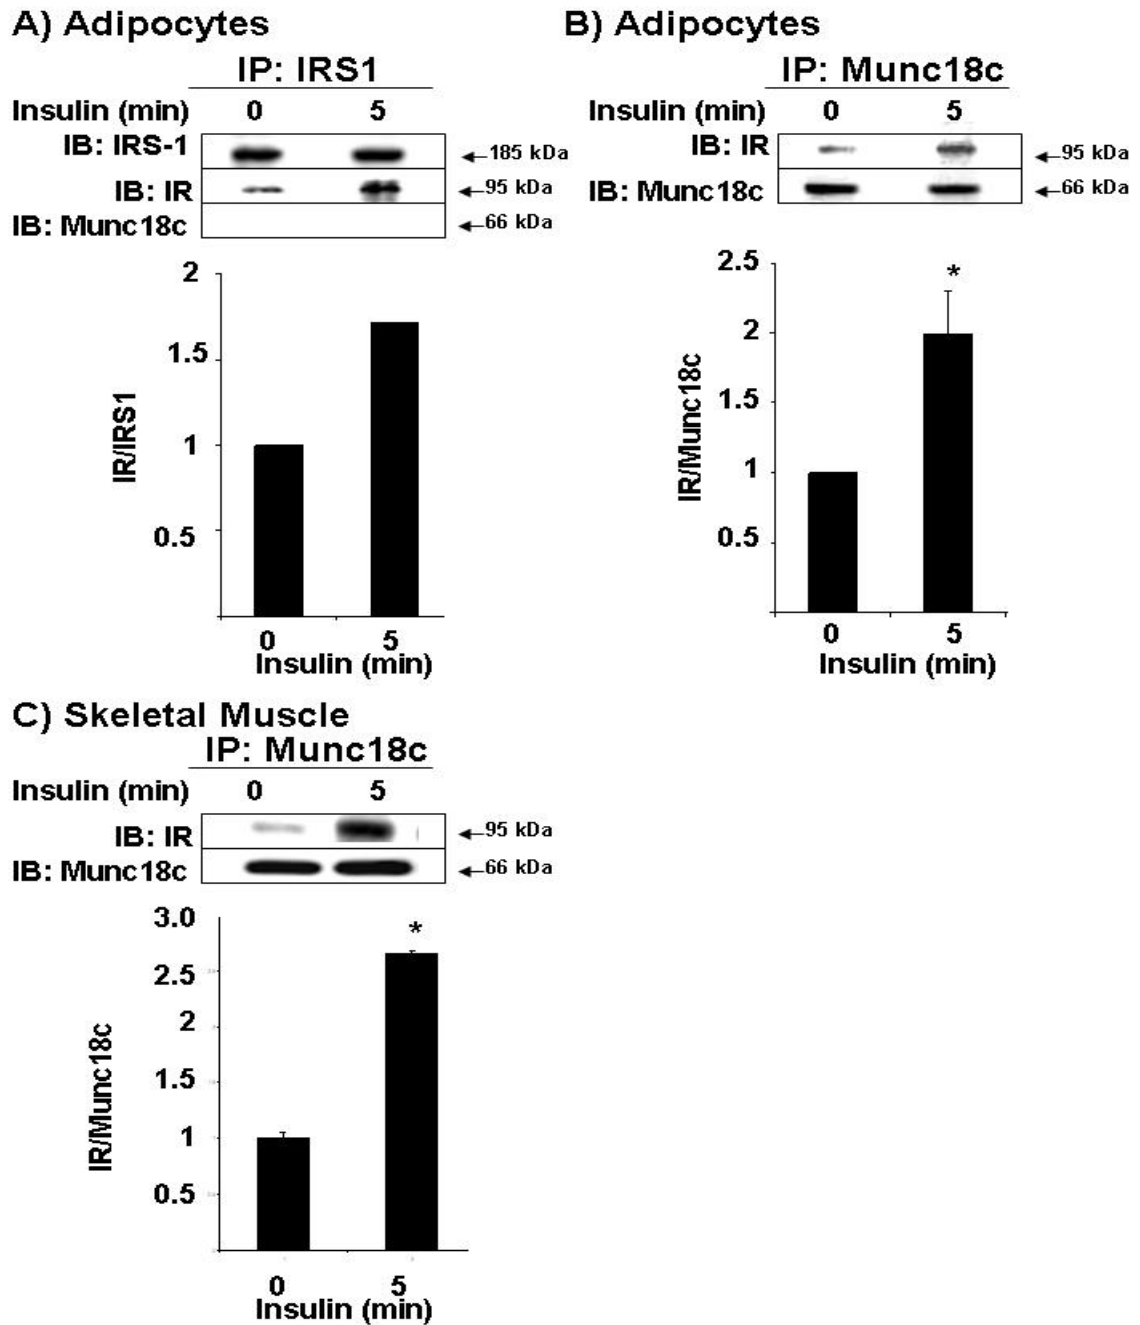 A) Adipocytes
IP: IRS1
Insulin (min) 0 5
IB: IRS-1 185 kDa
IB: IR 95 kDa
IB: Munc18c 66 kDa
2
1.5
1
0.5
IR/IRS1
0 5
Insulin (min)
B) Adipocytes
IP: Munc18c
Insulin (min) 0 5
IB: IR 95 kDa
IB: Munc18c 66 kDa
2.5
*
2
1.5
1
0.5
IR/Munc18c
0 5
Insulin (min)
C) Skeletal Muscle
IP: Munc18c
Insulin (min) 0 5
IB: IR 95 kDa
IB: Munc18c 66 kDa
3.0
*
2.5
2
1.5
1
0.5
IR/Munc18c
0 5
Insulin (min)